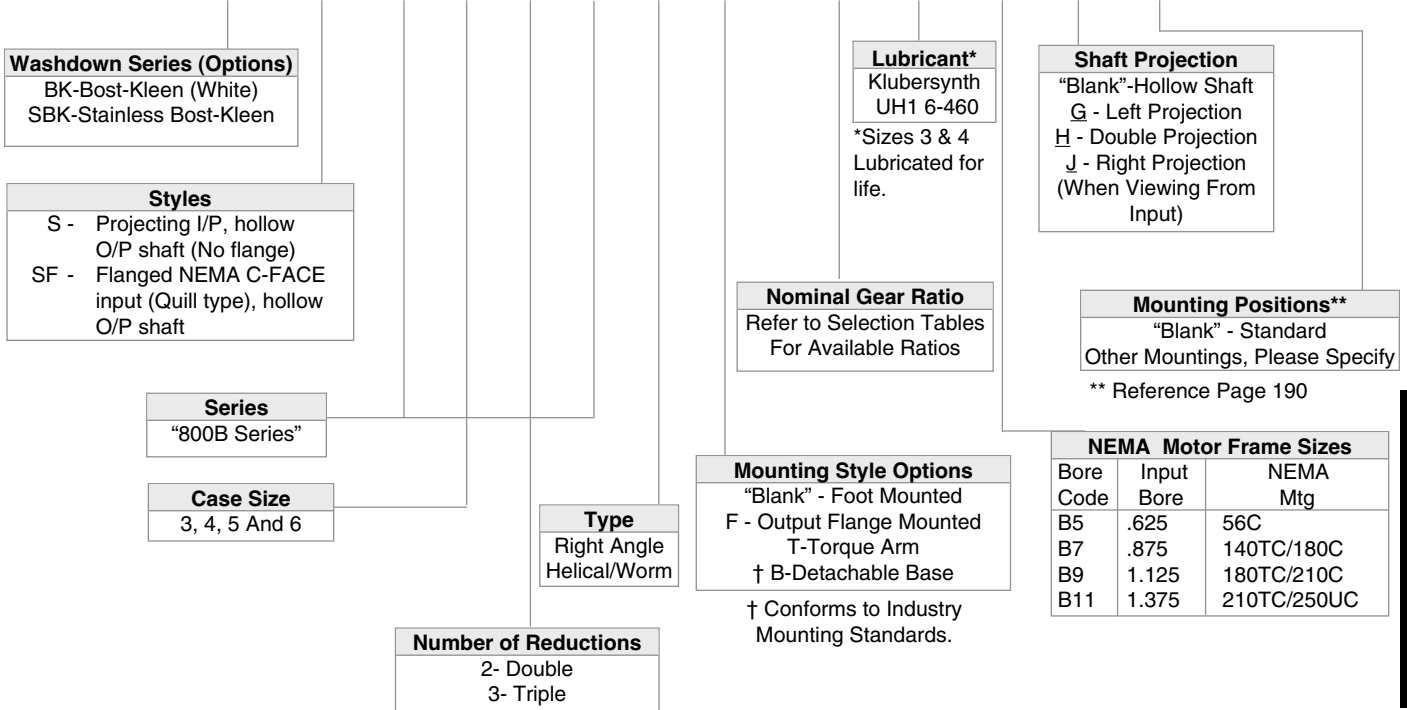 Washdown Series (Options)
BK-Bost-Kleen (White)
SBK-Stainless Bost-Kleen
Styles
S - Projecting I/P, hollow
O/P shaft (No flange)
SF - Flanged NEMA C-FACE
input (Quill type), hollow
O/P shaft
Series
“800B Series”
Case Size
3, 4, 5 And 6
Number of Reductions
2- Double
3- Triple
Type
Right Angle
Helical/Worm
Mounting Style Options
“Blank” - Foot Mounted
F - Output Flange Mounted
T-Torque Arm
† B-Detachable Base
† Conforms to Industry
Mounting Standards.
Nominal Gear Ratio
Refer to Selection Tables
For Available Ratios
Lubricant*
Klubersynth
UH1 6-460
*Sizes 3 & 4
Lubricated for
life.
Shaft Projection
“Blank”-Hollow Shaft
G - Left Projection
H - Double Projection
J - Right Projection
(When Viewing From
Input)
Mounting Positions**
“Blank” - Standard
Other Mountings, Please Specify
** Reference Page 190
NEMA Motor Frame Sizes
Bore Input NEMA
Code Bore Mtg
B5 .625 56C
B7 .875 140TC/180C
B9 1.125 180TC/210C
B11 1.375 210TC/250UC